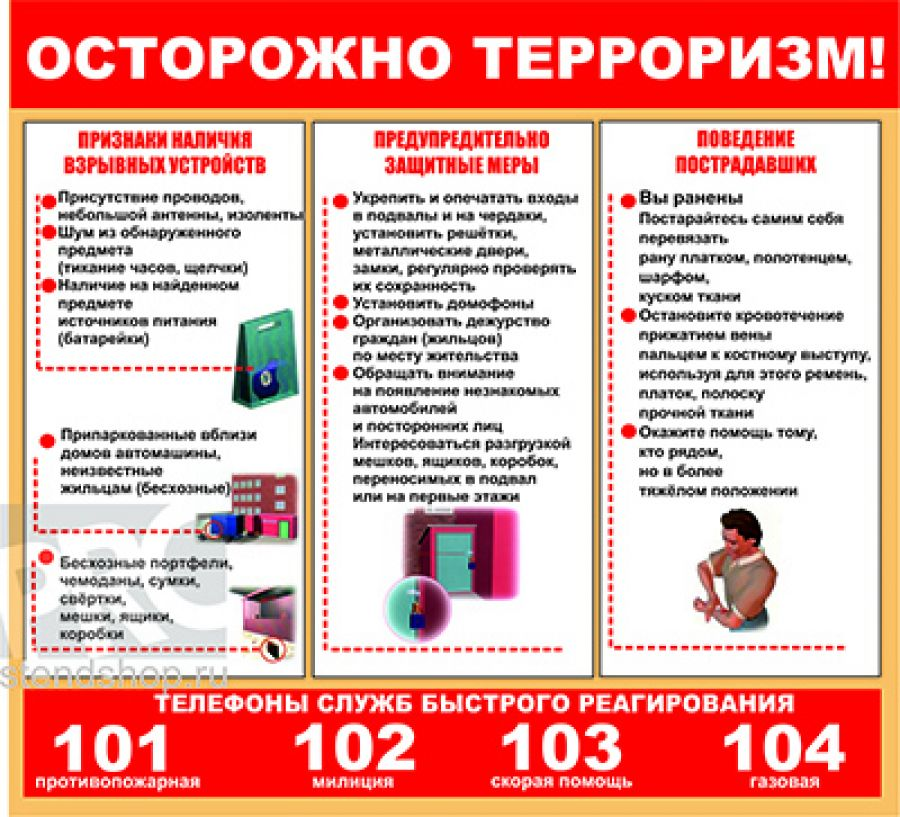 ОСТОРОЖНО ТЕРРОРИЗМ!
ПРИЗНАКИ НАЛИЧИЯ
ВЗРЫВНЫХ УСТРОЙСТВ
Присутствие проводов,
небольшой антенны, изоленты
Шум из обнаруженного
предмета
(тикание часов, щелчки)
Наличие на найденном
предмете
источников питания
(батарейки)
Припаркованные вблизи
домов автомашины,
неизвестные
жильцам (бесхозные)
Бесхозные портфели,
чемоданы, сумки,
свёртки,
мешки, ящики,
коробки
ПРЕДУПРЕДИТЕЛЬНО
ЗАЩИТНЫЕ МЕРЫ
Укрепить и опечатать входы
в подвалы и на чердаки,
установить решётки,
металлические двери,
замки, регулярно проверять
их сохранность
Установить домофоны
Организовать дежурство
граждан (жильцов)
по месту жительства
Обращать внимание
на появление незнакомых
автомобилей
и посторонних лиц
Интересоваться разгрузкой
мешков, ящиков, коробок,
переносимых в подвал
или на первые этажи
ПОВЕДЕНИЕ
ПОСТРАДАВШИХ
Вы ранены
Постарайтесь самим себя
перевязать
рану платком, полотенцем,
шарфом,
куском ткани
Остановите кровотечение
прижатием вены
пальцем к костному выступу,
используя для этого ремень,
платок, полоску
прочной ткани
Окажите помощь тому,
кто рядом,
но в более
тяжёлом положении
PRO
stendshop.ru
ТЕЛЕФОНЫ СЛУЖБ БЫСТРОГО РЕАГИРОВАНИЯ
101 102 103 104
противопожарная милиция скорая помощь газовая